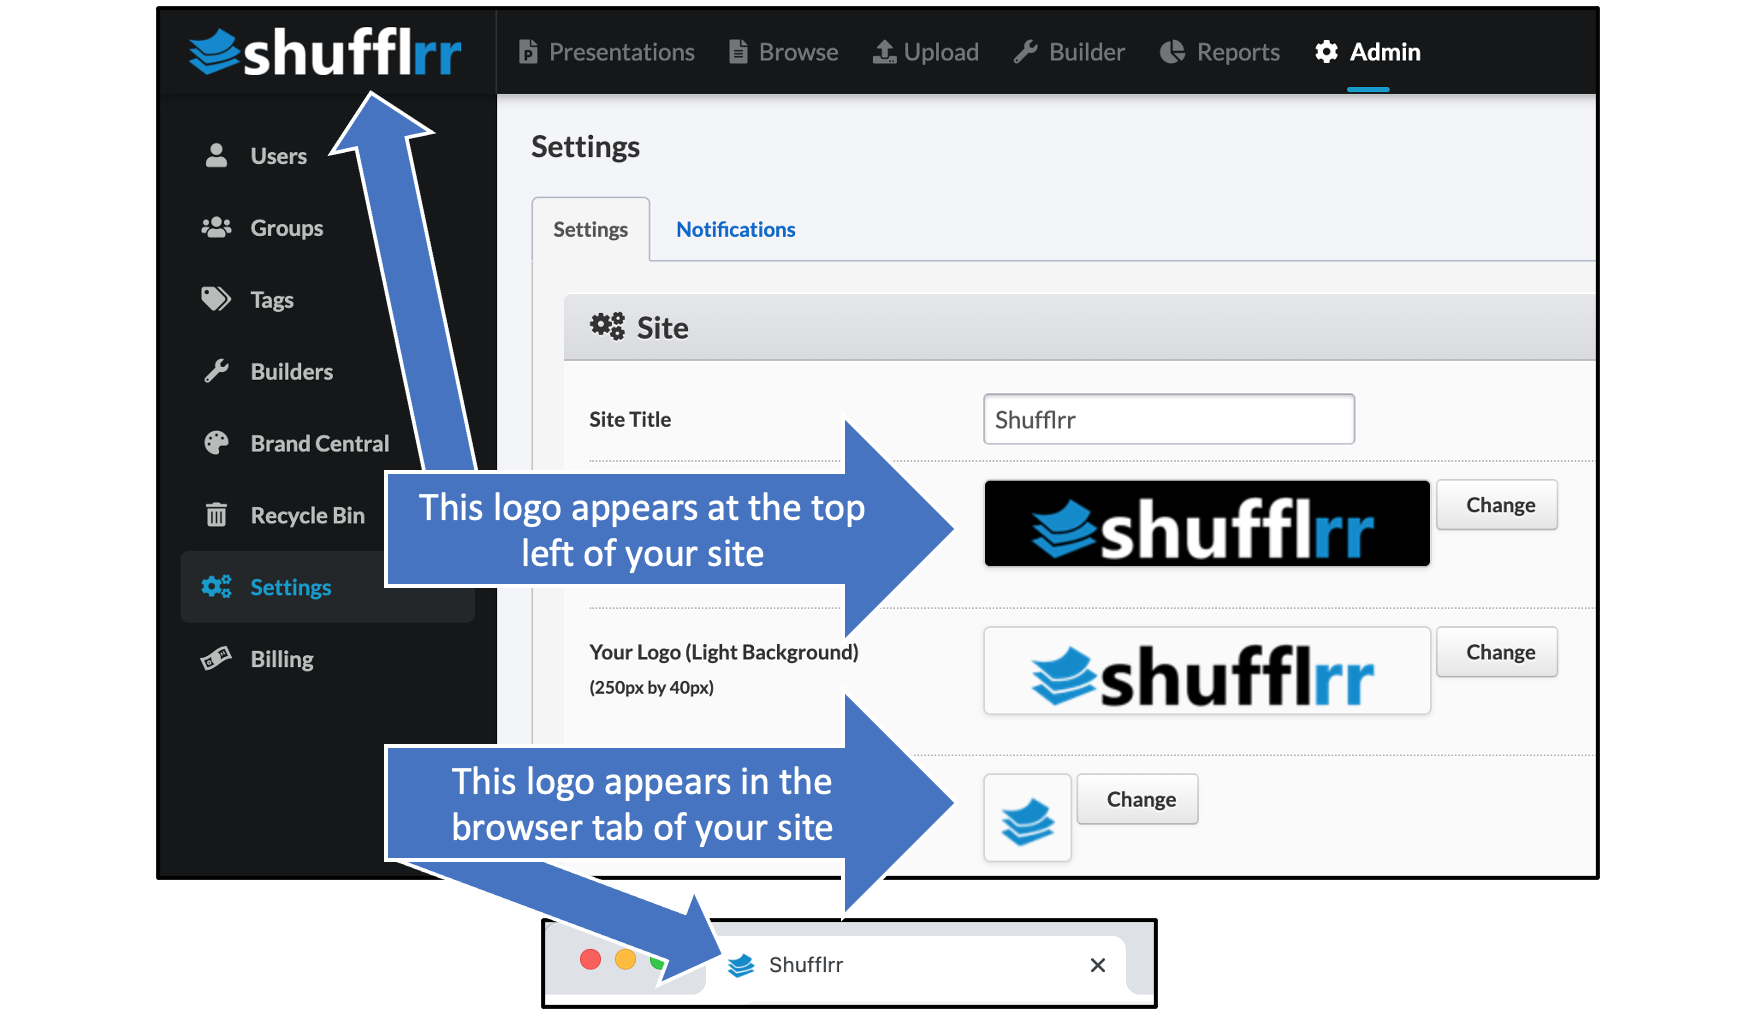 shufflrr
Presentations
Browse
Upload
Builder
Reports
Admin
Users
Groups
Tags
Builders
Brand Central
Recycle Bin
Settings
Billing
Settings
Settings
Notifications
Site
Site Title
Shufflrr
This logo appears at the top
left of your site
shufflrr
Change
Your Logo (Light Background)
(250px by 40px)
shufflrr
Change
This logo appears in the
browser tab of your site
Change
Shufflrr